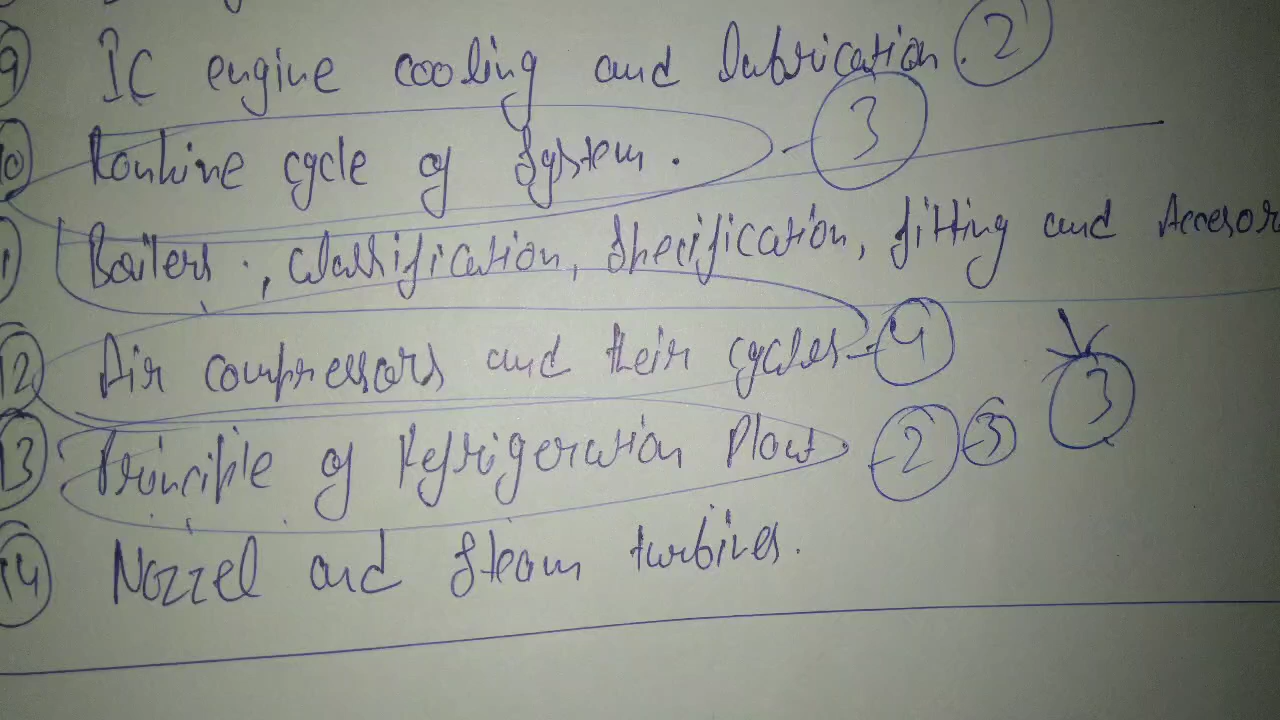 9 IC engine cooling and lubrication. 2
10 Rankine cycle of System. - 3
Boilers, classification, Specification, fitting and Accesor
12 Air compressors and their cycles - 4
3
13 Principle of Refrigeration Plant - 2 3
14 Nozzel and Steam turbines.